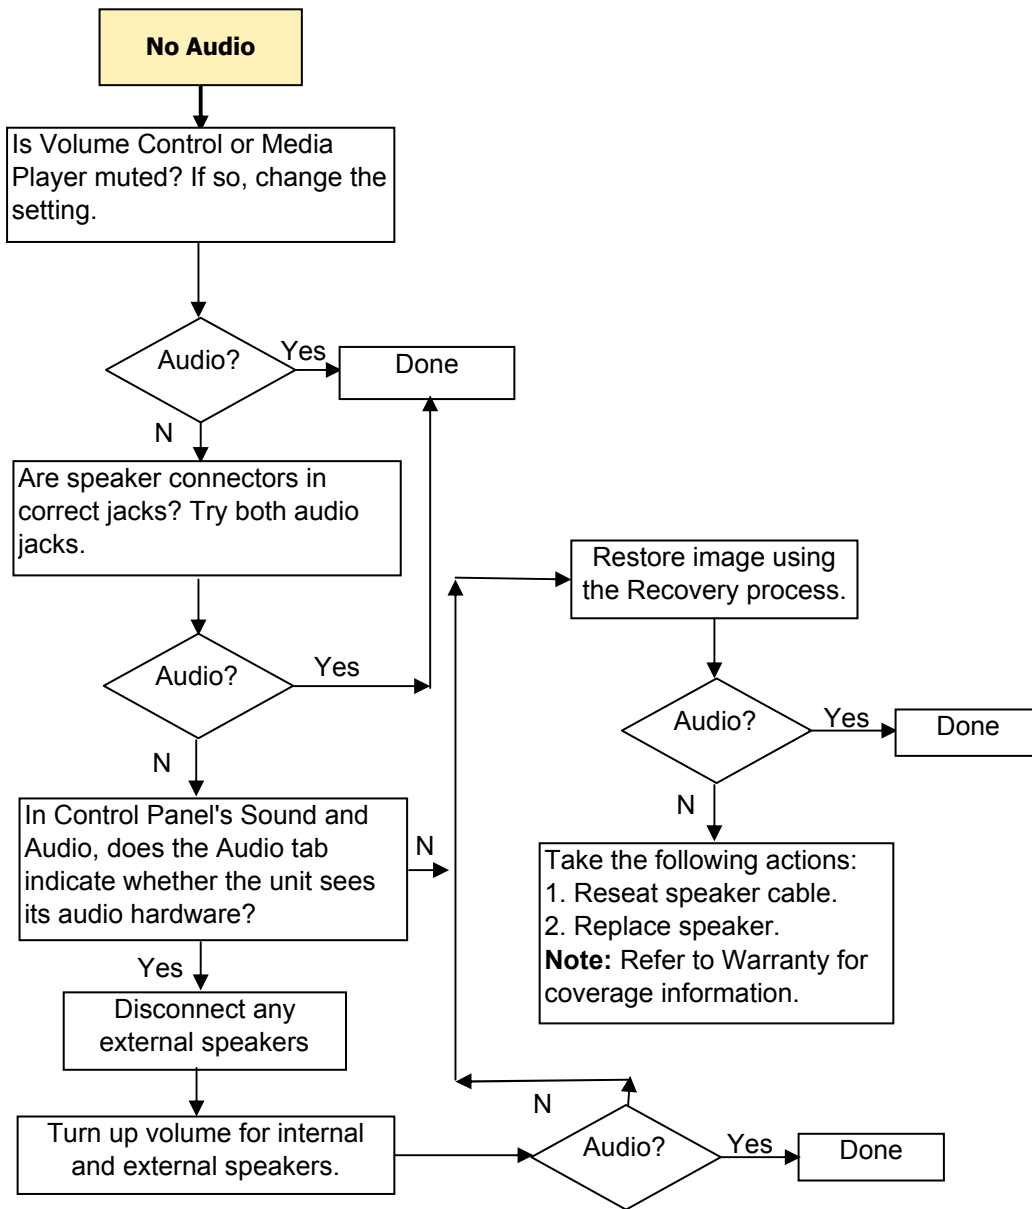 No Audio
Is Volume Control or Media
Player muted? If so, change the
setting.
Audio?
Yes
Done
N
Are speaker connectors in
correct jacks? Try both audio
jacks.
Audio?
Yes
N
In Control Panel's Sound and
Audio, does the Audio tab
indicate whether the unit sees
its audio hardware?
N
Yes
Disconnect any
external speakers
Turn up volume for internal
and external speakers.
Audio?
Yes
Done
N
Restore image using
the Recovery process.
Audio?
Yes
Done
N
Take the following actions:
1. Reseat speaker cable.
2. Replace speaker.
Note: Refer to Warranty for
coverage information.